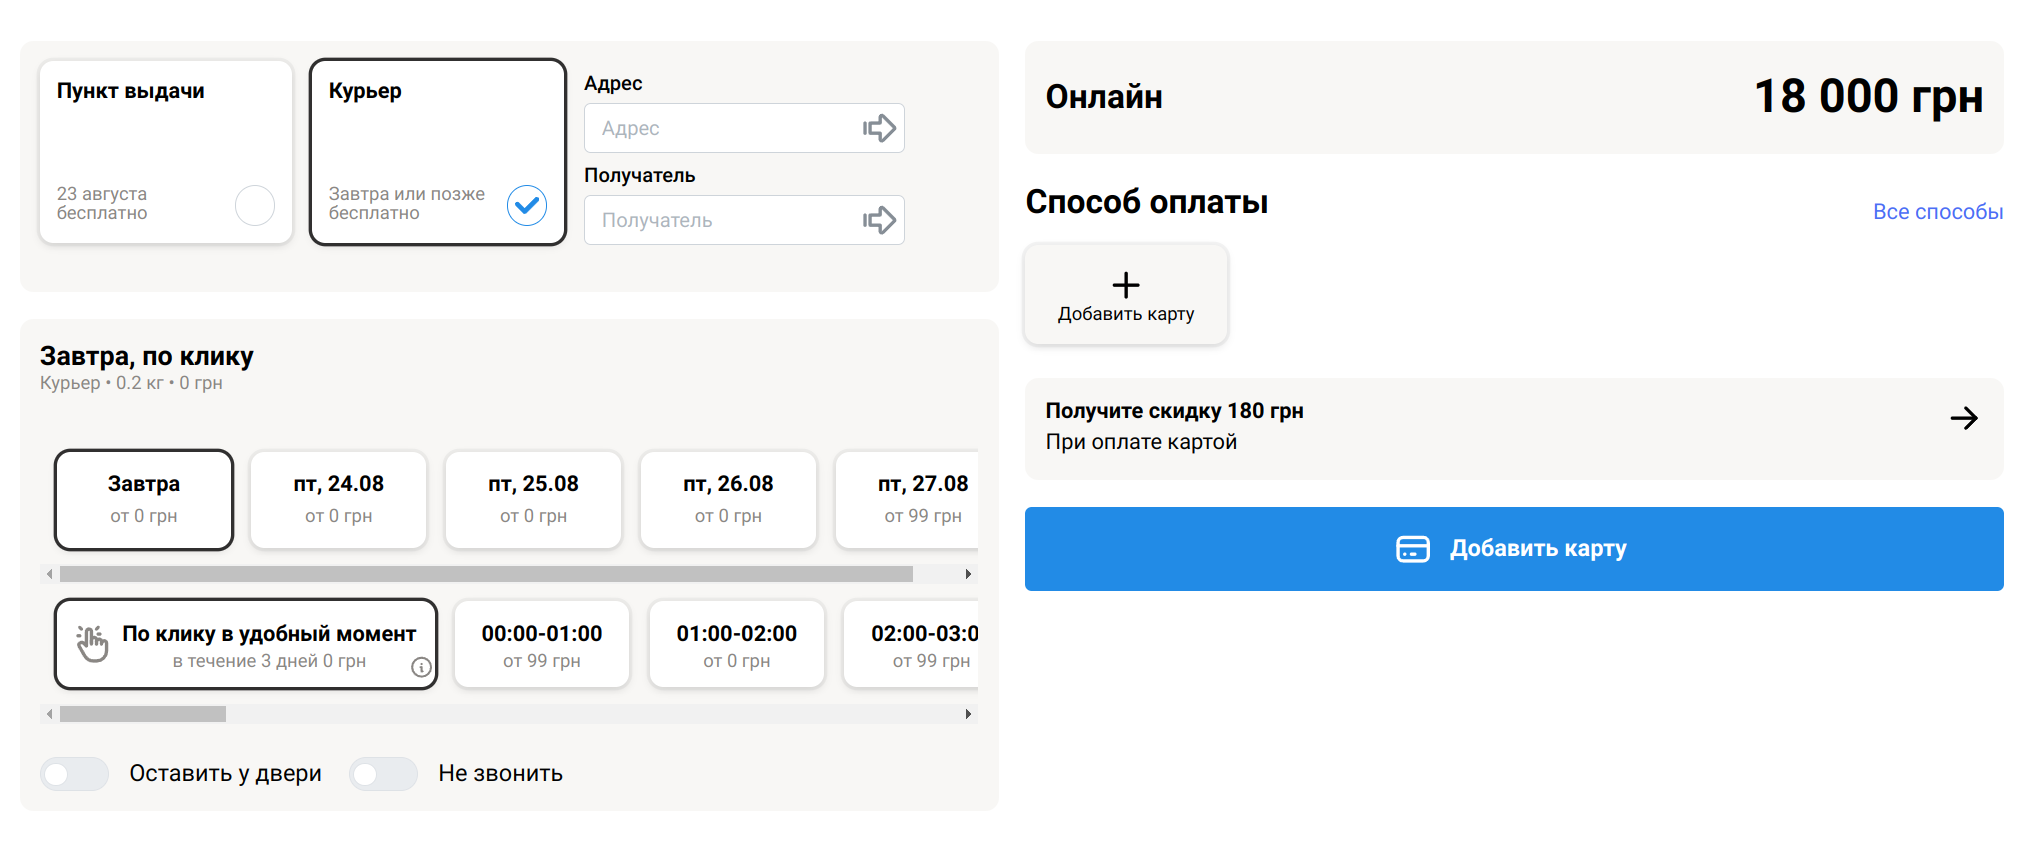 Пункт выдачи
23 августа
бесплатно
Курьер
Завтра или позже
бесплатно
Адрес
Адрес
Получатель
Получатель
Завтра, по клику
Курьер • 0.2 кг • 0 грн
Завтра
от 0 грн
пт, 24.08
от 0 грн
пт, 25.08
от 0 грн
пт, 26.08
от 0 грн
пт, 27.08
от 99 грн
По клику в удобный момент
в течение 3 дней 0 грн
00:00-01:00
от 99 грн
01:00-02:00
от 0 грн
02:00-03:0
от 99 грн
Оставить у двери
Не звонить
Онлайн
18 000 грн
Способ оплаты
Все способы
Добавить карту
Получите скидку 180 грн
При оплате картой
Добавить карту